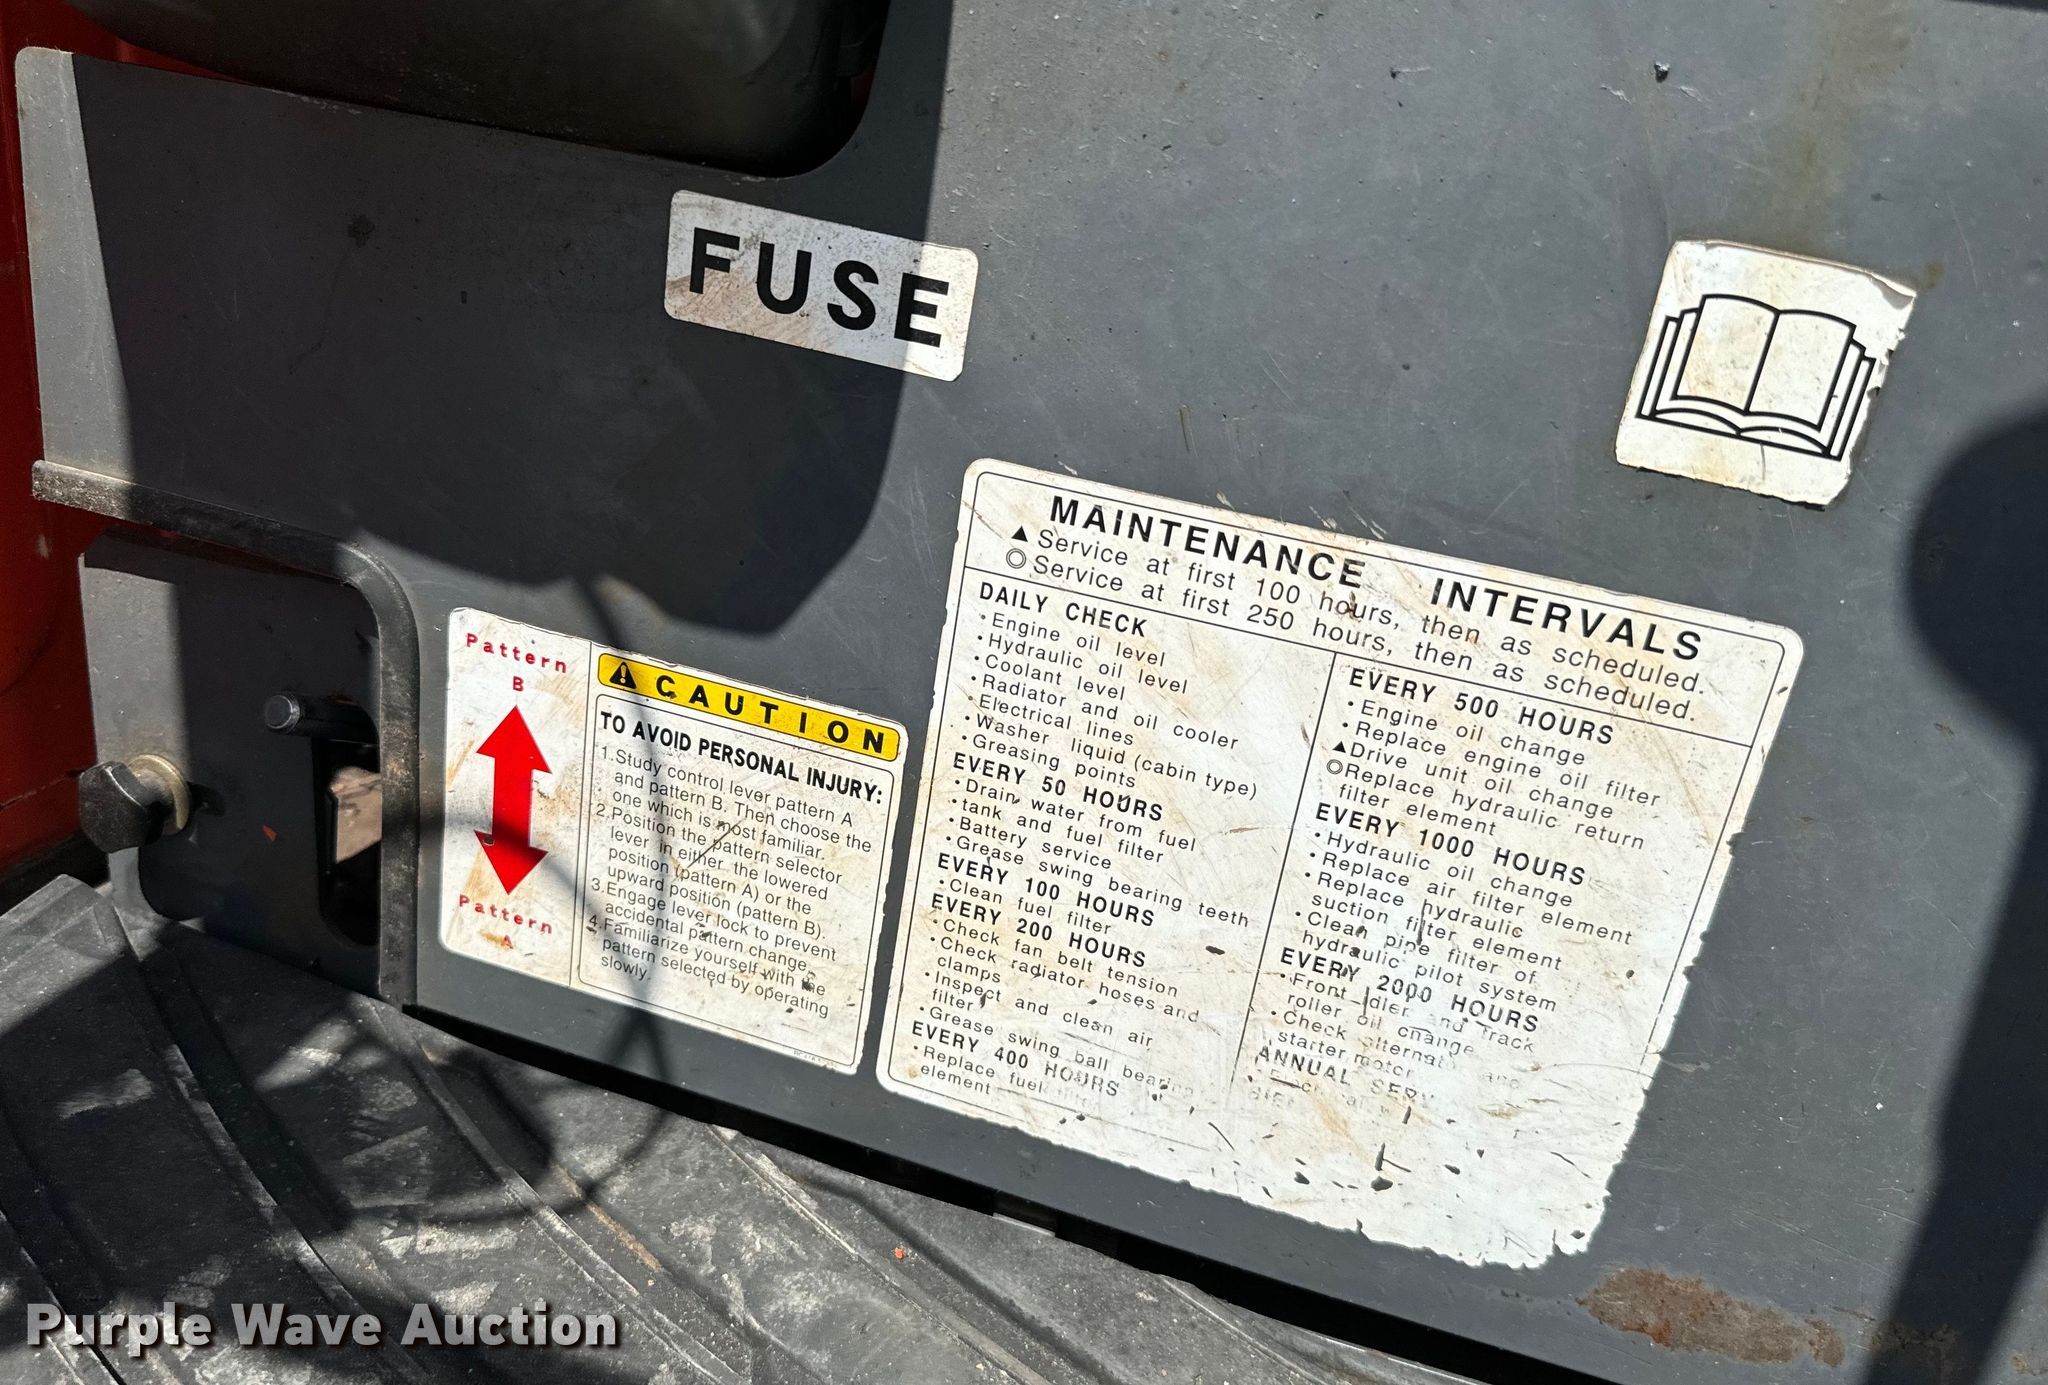 FUSE
Pattern
B
Pattern
A
CAUTION
TO AVOID PERSONAL INJURY:
1.Study control lever pattern A
and pattern B. Then choose the
one which is most familiar.
2.Position the pattern selector
lever in either the lowered
position (pattern A) or the
upward position (pattern B).
3.Engage lever lock to prevent
accidental pattern change.
4.Familiarize yourself with the
pattern selected by operating
slowly.
MAINTENANCE INTERVALS
▲Service at first 100 hours, then as scheduled.
◎Service at first 250 hours, then as scheduled.
DAILY CHECK
・Engine oil level
・Hydraulic oil level
・Coolant level
・Radiator and oil cooler
・Electrical lines
・Washer liquid (cabin type)
・Greasing points
EVERY 50 HOURS
・Drain water from fuel
・tank and fuel filter
・Battery service
・Grease swing bearing teeth
EVERY 100 HOURS
・Clean fuel filter
EVERY 200 HOURS
・Check fan belt tension
・Check radiator hoses and
clamps
・Inspect and clean air
filter
・Grease swing ball bearing
EVERY 400 HOURS
・Replace fuel filter
element
EVERY 500 HOURS
・Engine oil change
・Replace engine oil filter
▲Drive unit oil change
◎Replace hydraulic return
filter element
EVERY 1000 HOURS
・Hydraulic oil change
・Replace air filter element
・Replace hydraulic
suction filter element
・Clean pipe filter of
hydraulic pilot system
EVERY 2000 HOURS
・Front idler and track
roller oil change
・Check alternat and
starter motor
ANNUAL SERV
Purple Wave Auction